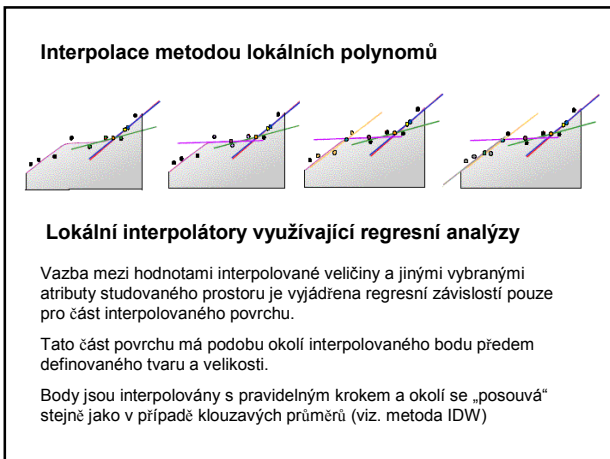 Interpolace metodou lokálních polynomů
Lokální interpolátory využívající regresní analýzy
Vazba mezi hodnotami interpolované veličiny a jinými vybranými
atributy studovaného prostoru je vyjádřena regresní závislostí pouze
pro část interpolovaného povrchu.
Tato část povrchu má podobu okolí interpolovaného bodu předem
definovaného tvaru a velikosti.
Body jsou interpolovány s pravidelným krokem a okolí se „posouvá“
stejně jako v případě klouzavých průměrů (viz. metoda IDW)